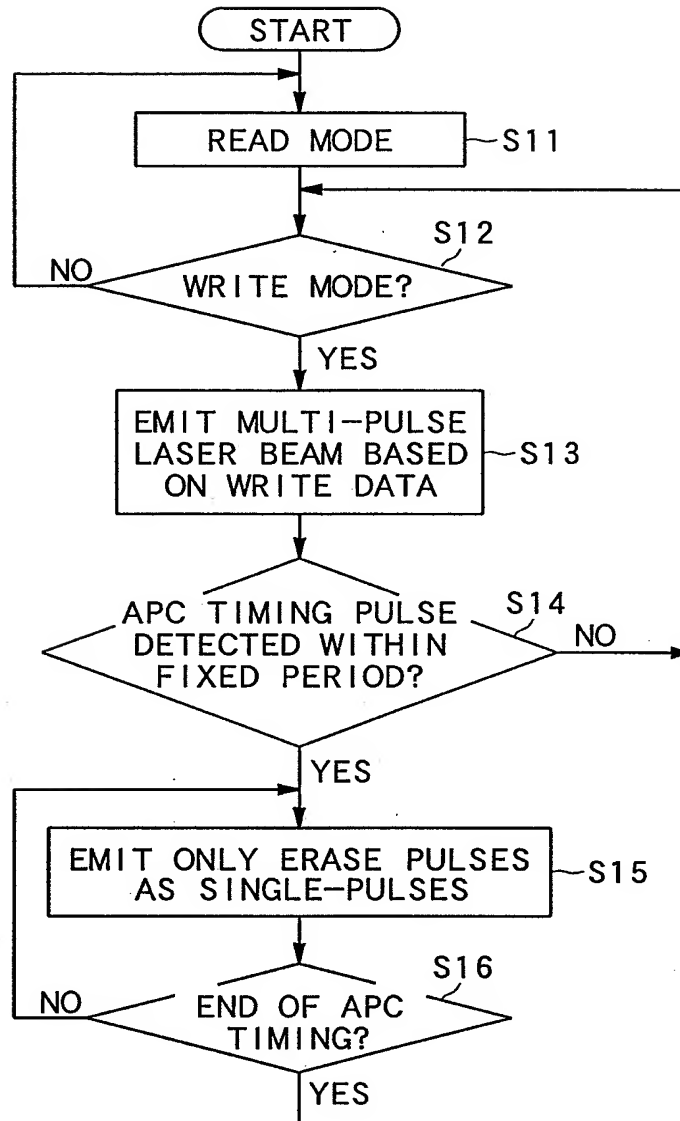 START
READ MODE
S11
S12
NO
WRITE MODE?
YES
EMIT MULTI-PULSE
LASER BEAM BASED
ON WRITE DATA
S13
APC TIMING PULSE
DETECTED WITHIN
FIXED PERIOD?
S14
NO
YES
EMIT ONLY ERASE PULSES
AS SINGLE-PULSES
S15
S16
NO
END OF APC
TIMING?
YES